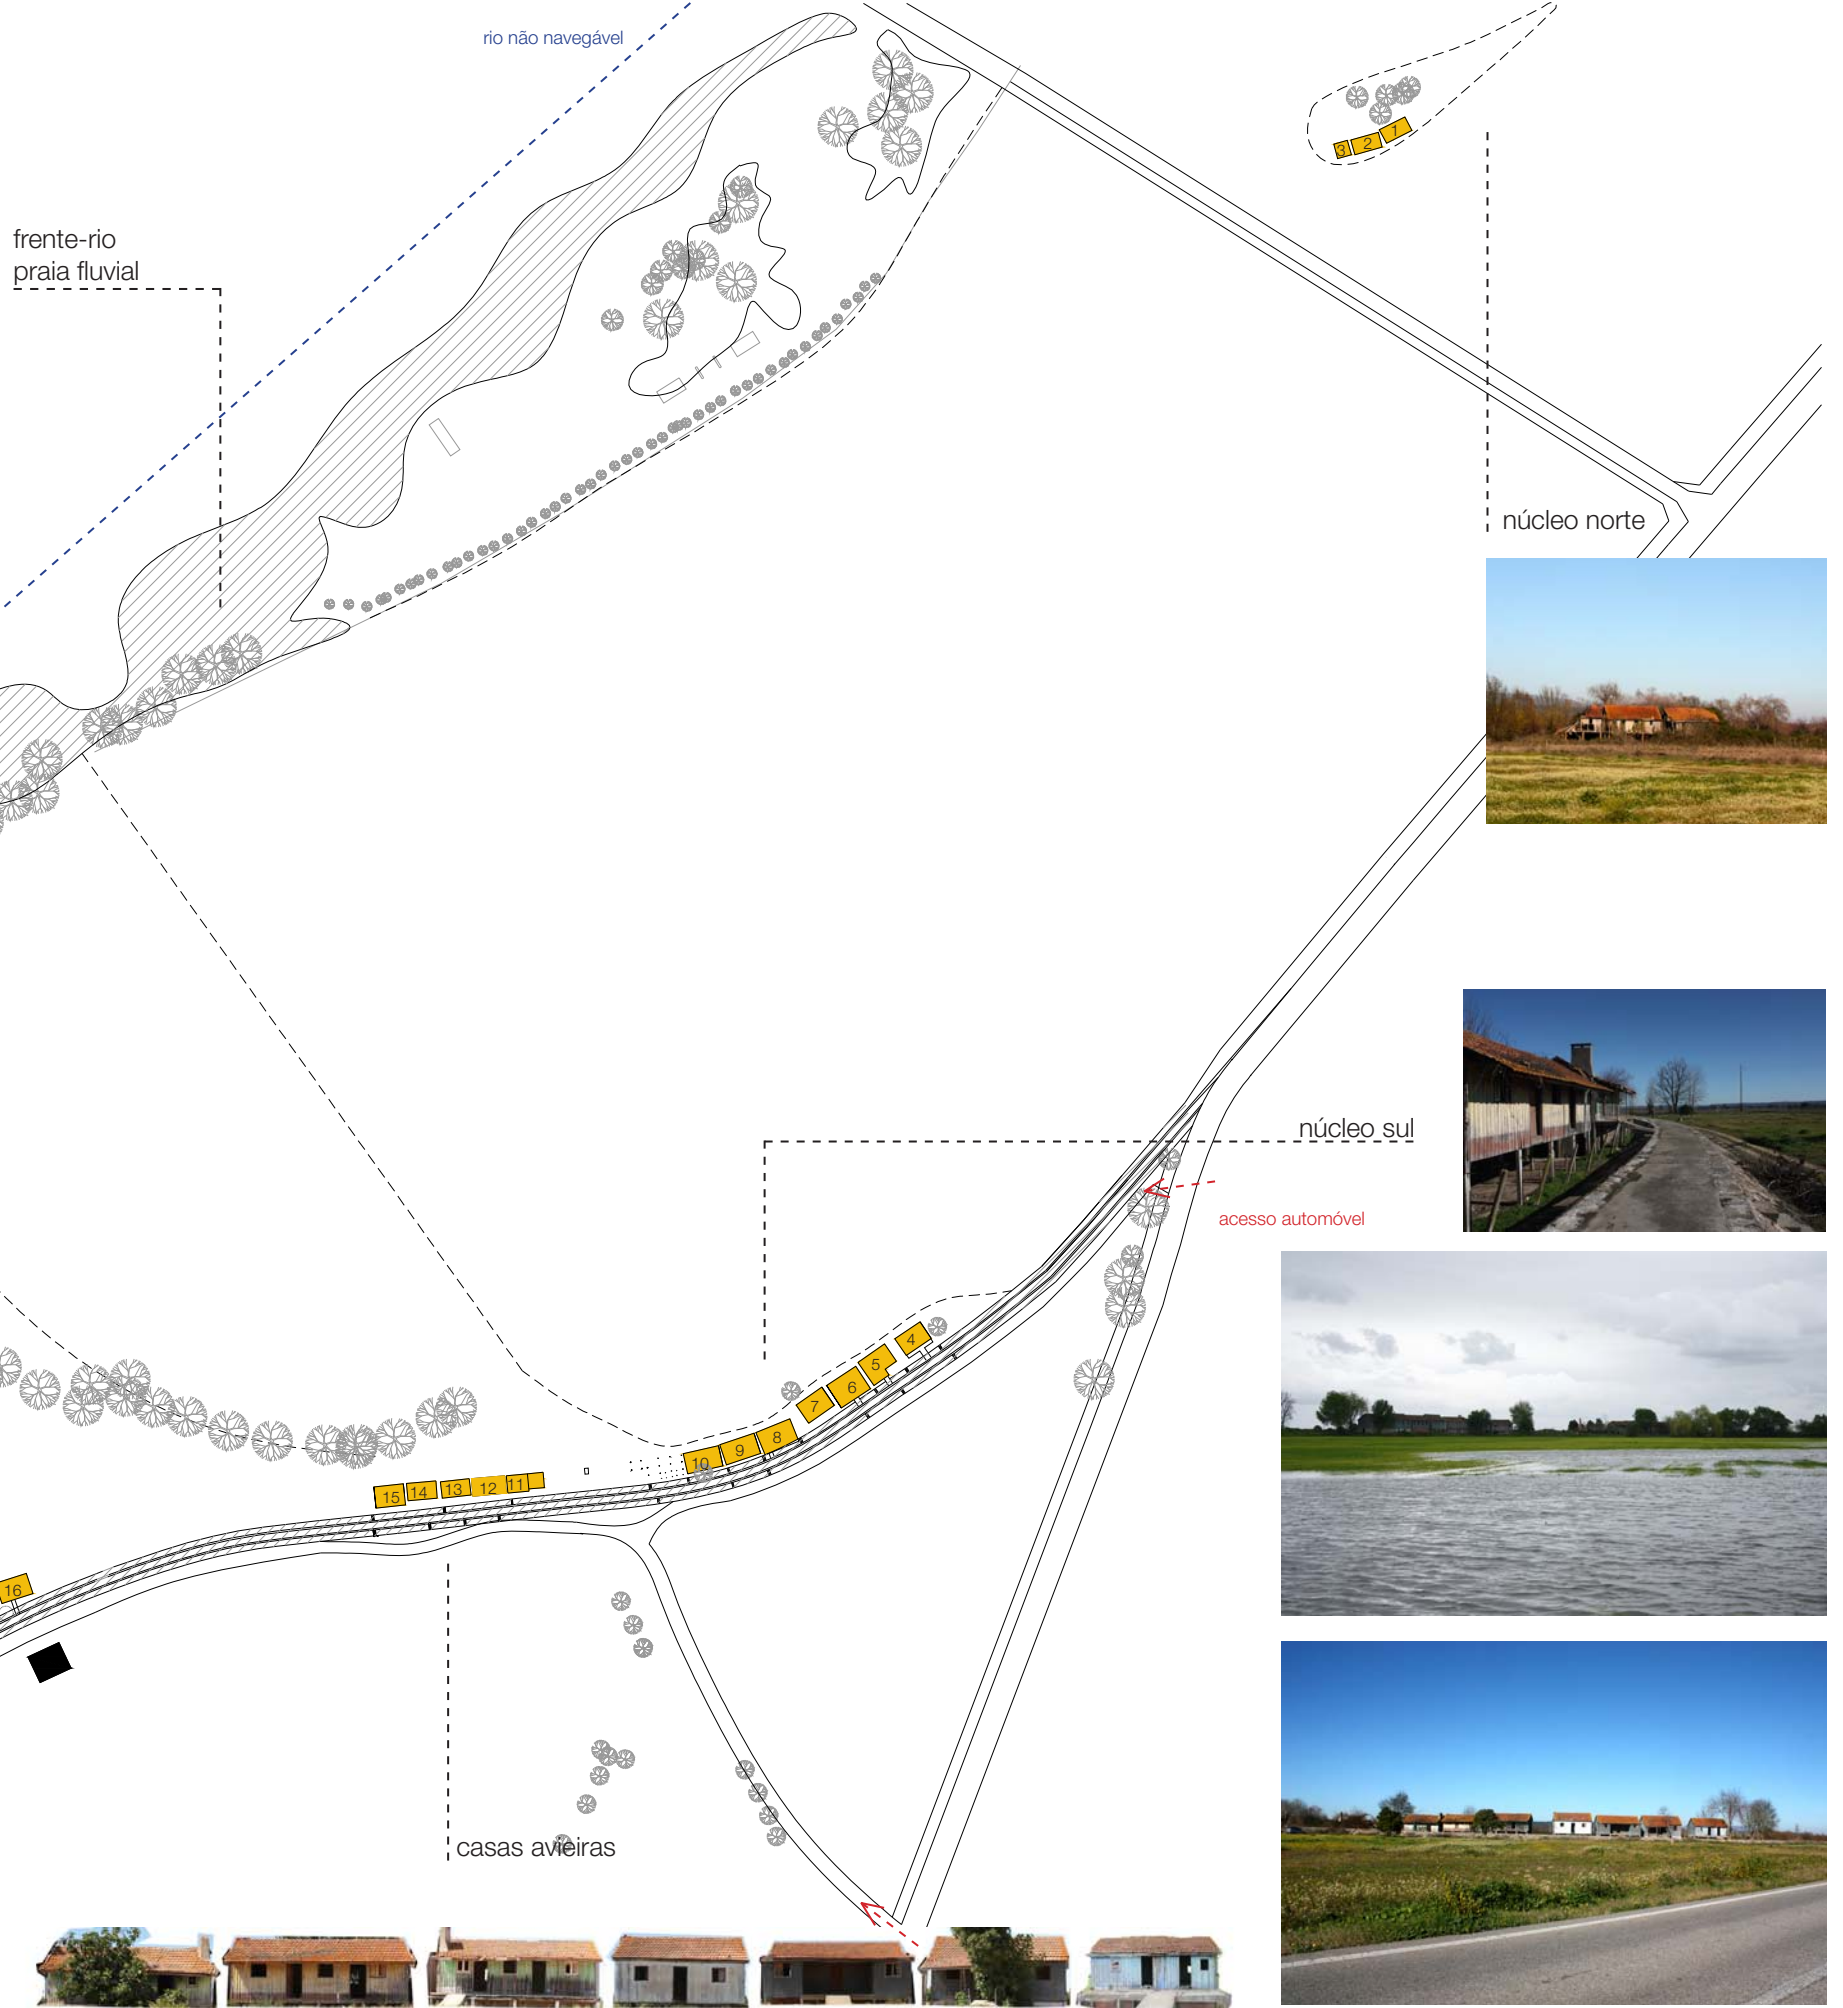 rio não navegável
1
2
3
frente-rio
praia fluvial
núcleo norte
núcleo sul
acesso automóvel
4
5
6
7
8
9
10
11
12
13
14
15
16
casas avieiras